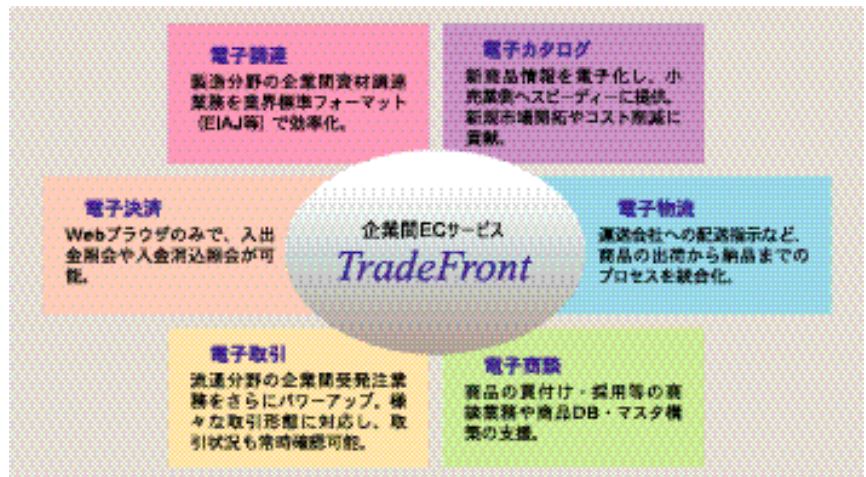 電子調達
製造分野の企業間資材調達
業務を業界標準フォーマット
(EIAJ等)で効率化。
電子カタログ
新商品情報を電子化し、小
売業側へスピーディーに提供。
新規市場開拓やコスト削減に
貢献。
電子決済
Webブラウザのみで、入出
金照会や入金消込照会が可
能。
企業間ECサービス
TradeFront
電子物流
運送会社への配送指示など、
商品の出荷から納品までの
プロセスを統合化。
電子取引
流通分野の企業間受発注業
務をさらにパワーアップ。様
々な取引形態に対応し、取
引状況も常時確認可能。
電子商談
商品の買付け・採用等の商
談業務や商品DB・マスタ構
築の支援。